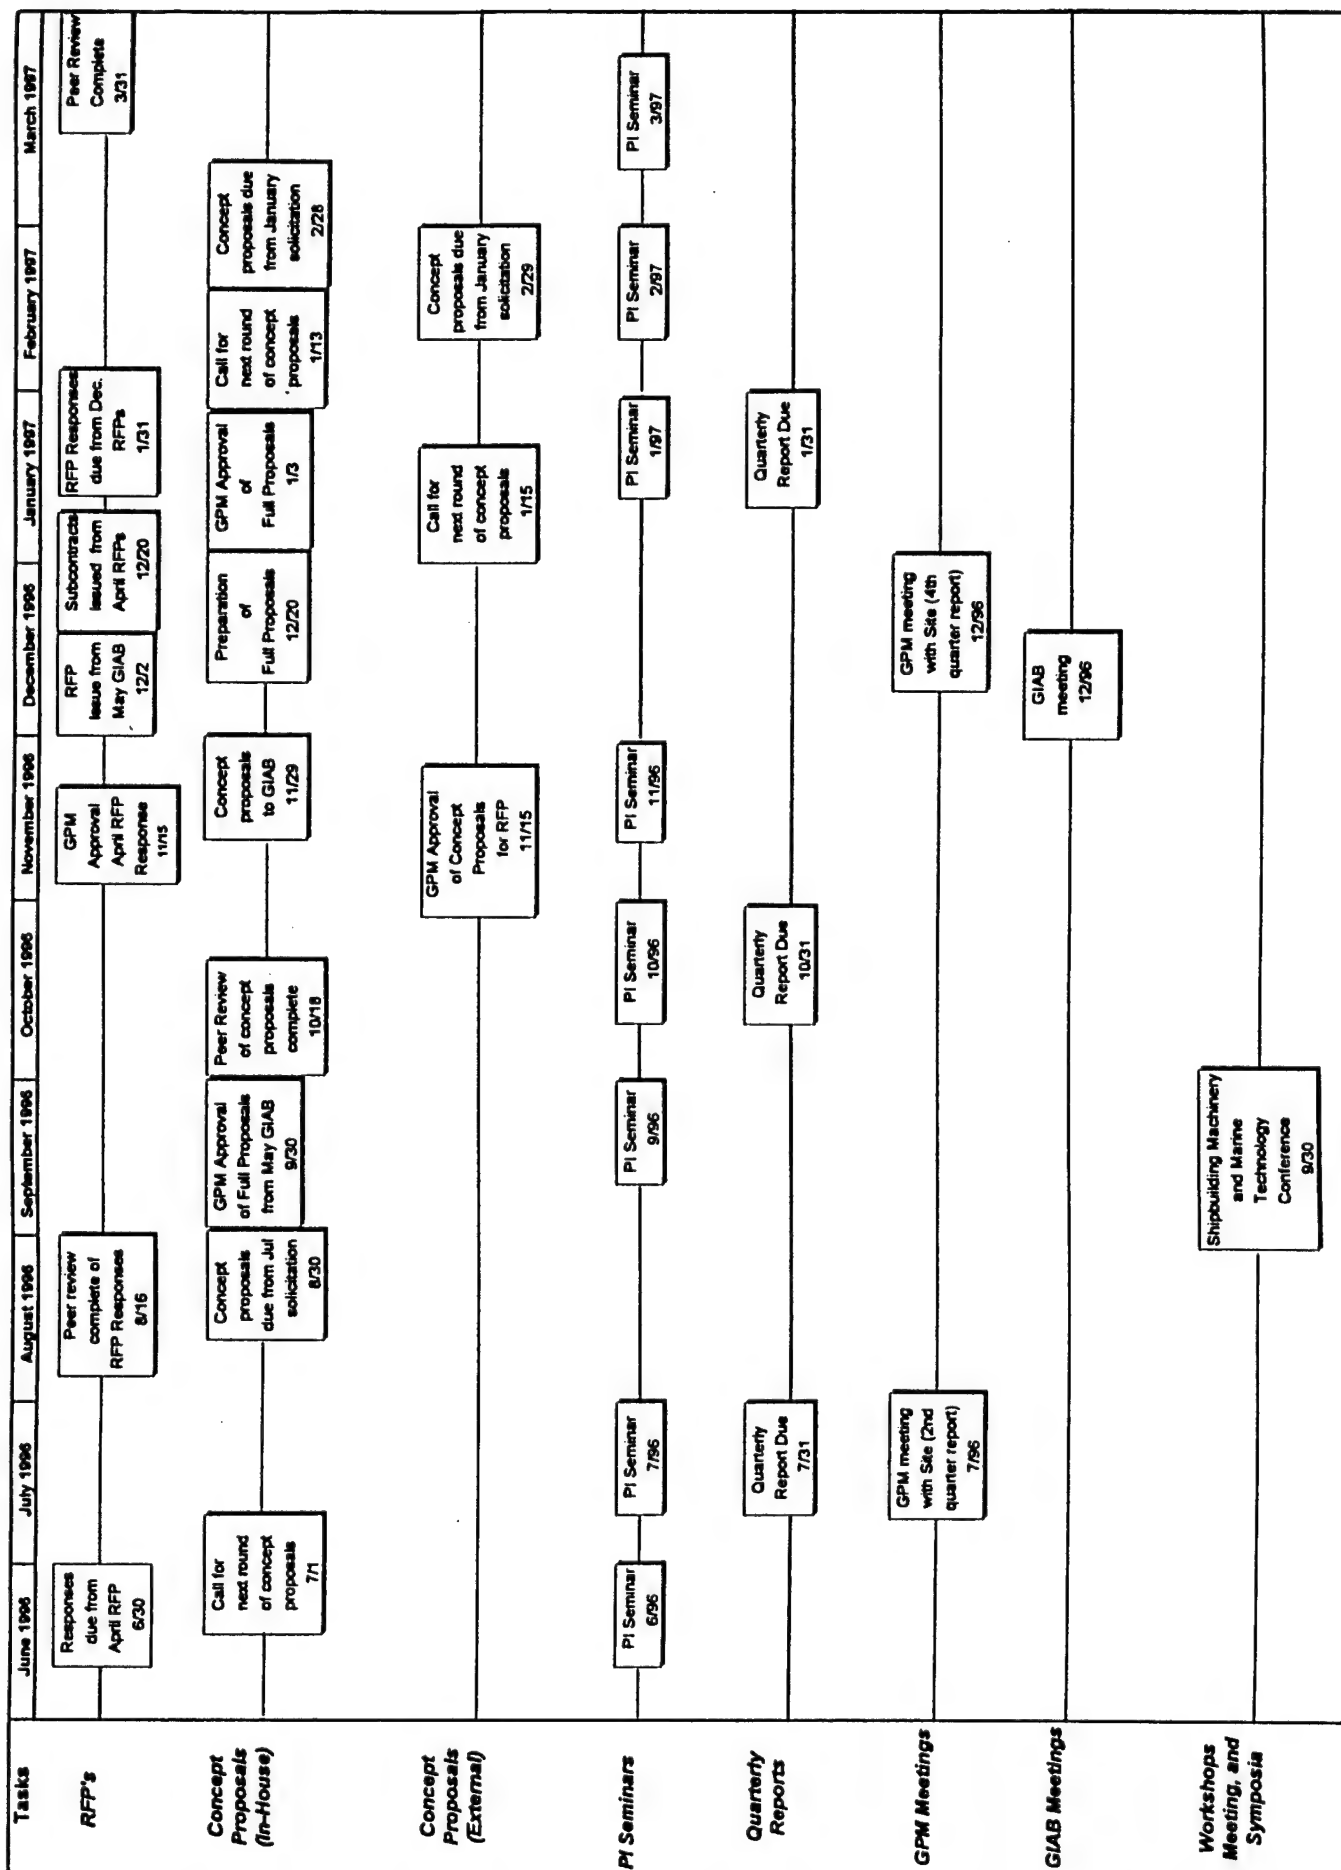 Tasks
June 1996
July 1996
August 1996
September 1996
October 1996
November 1996
December 1996
January 1997
February 1997
March 1997
RFP's
Responses
due from
April RFP
6/30
Peer review
complete of
RFP Responses
8/16
GPM
Approval
April RFP
Response
11/15
RFP
issue from
May GIAB
12/2
Subcontracts
issued from
April RFPs
12/20
RFP Responses
due from Dec.
RFPs
1/31
Peer Review
Complete
3/31
Concept
Proposals
(In-House)
Call for
next round
of concept
proposals
7/1
Concept
proposals
due from Jul
solicitation
8/30
GPM Approval
of Full Proposals
from May GIAB
9/30
Peer Review
of concept
proposals
complete
10/18
Concept
proposals
to GIAB
11/29
Preparation
of
Full Proposals
12/20
GPM Approval
of
Full Proposals
1/3
Call for
next round
of concept
proposals
1/13
Concept
proposals due
from January
solicitation
2/28
Concept
Proposals
(External)
GPM Approval
of Concept
Proposals
for RFP
11/15
Call for
next round
of concept
proposals
1/15
Concept
proposals due
from January
solicitation
2/29
PI Seminars
PI Seminar
6/96
PI Seminar
7/96
PI Seminar
9/96
PI Seminar
10/96
PI Seminar
11/96
PI Seminar
1/97
PI Seminar
2/97
PI Seminar
3/97
Quarterly
Reports
Quarterly
Report Due
7/31
Quarterly
Report Due
10/31
Quarterly
Report Due
1/31
GPM Meetings
GPM meeting
with Site (2nd
quarter report)
7/96
GPM meeting
with Site (4th
quarter report)
12/96
GIAB Meetings
GIAB
meeting
12/96
Workshops
Meeting, and
Symposia
Shipbuilding Machinery
and Marine
Technology
Conference
9/30